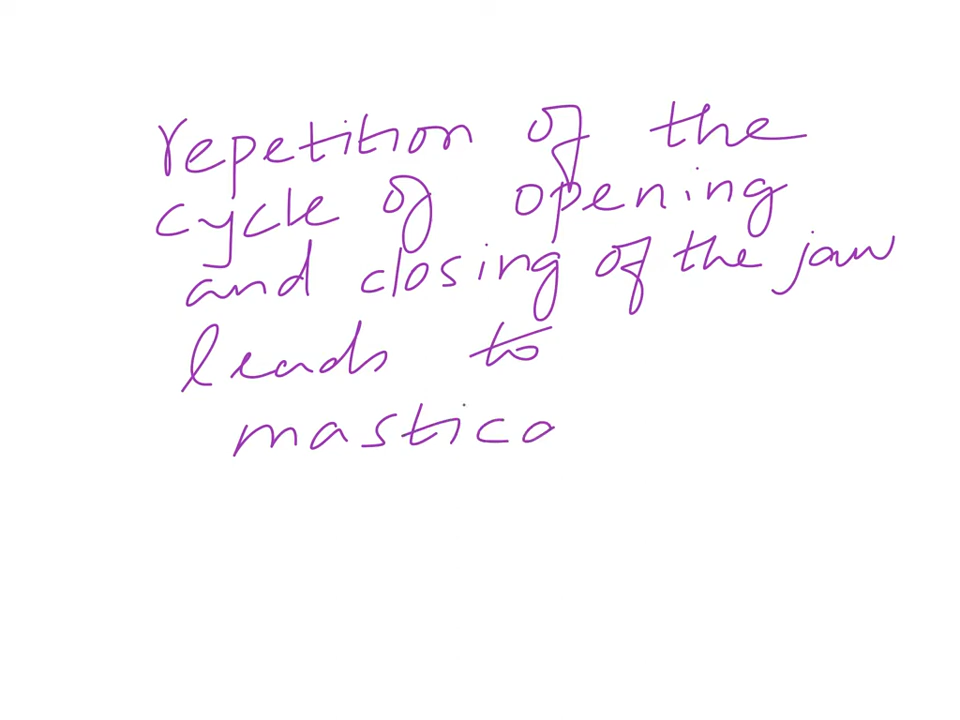 repetition of the
cycle of opening
and closing of the jaw
leads to
mastica